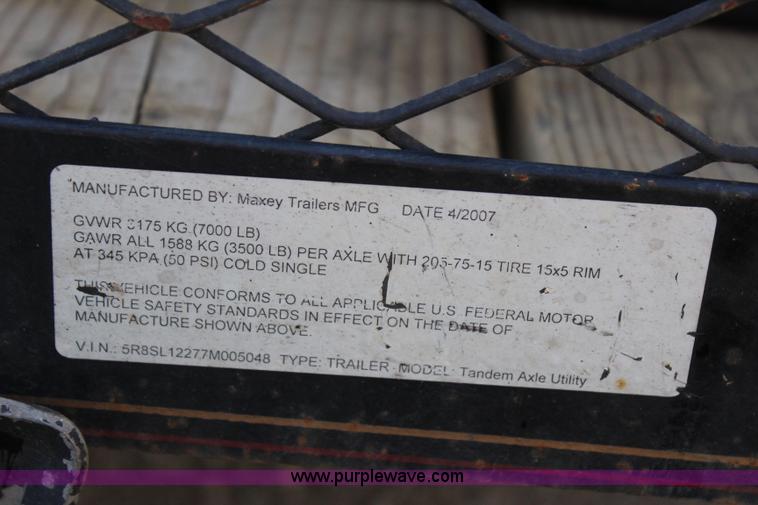 MANUFACTURED BY: Maxey Trailers MFG DATE 4/2007
GVWR 3175 KG (7000 LB)
GAWR ALL 1588 KG (3500 LB) PER AXLE WITH 205-75-15 TIRE 15x5 RIM
AT 345 KPA (50 PSI) COLD SINGLE
THIS VEHICLE CONFORMS TO ALL APPLICABLE U.S. FEDERAL MOTOR
VEHICLE SAFETY STANDARDS IN EFFECT ON THE DATE OF
MANUFACTURE SHOWN ABOVE.
V.I.N.: 5R8SL12277M005048 TYPE: TRAILER MODEL: Tandem Axle Utility
www.purplewave.com